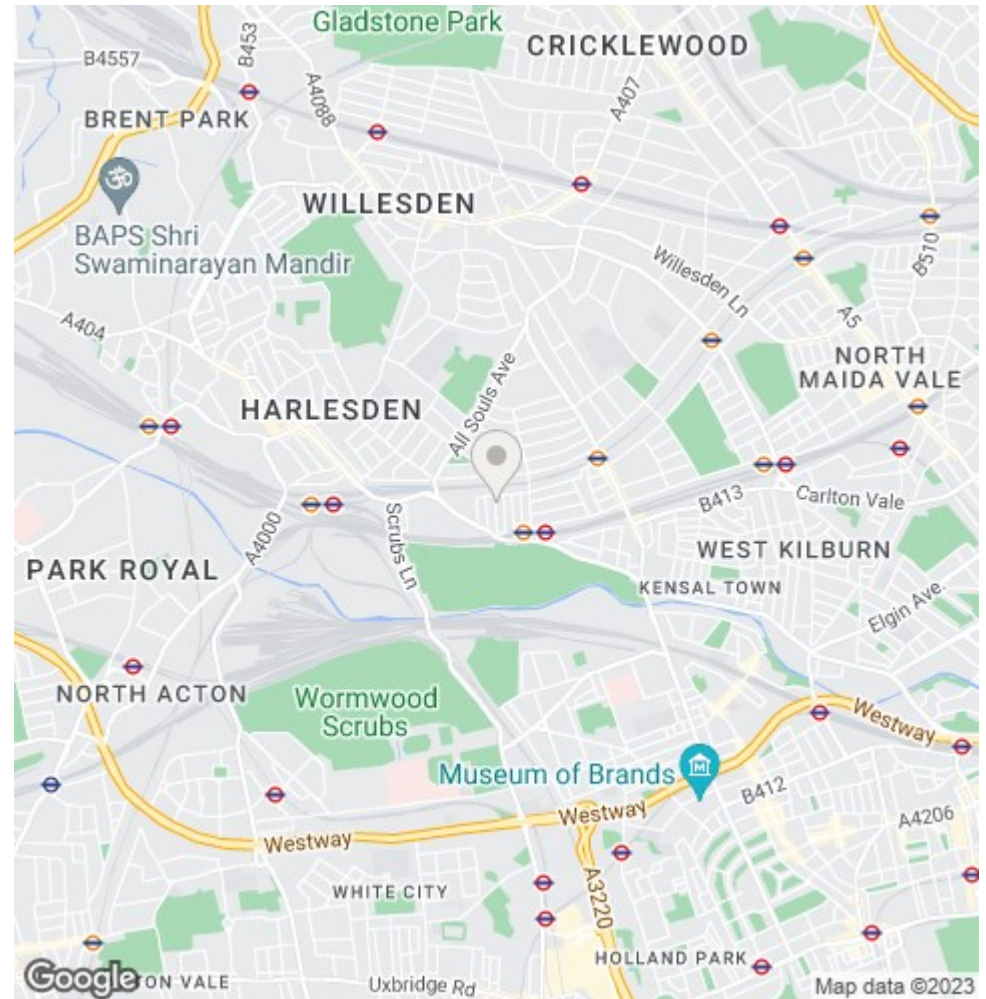 Gladstone Park
CRICKLEWOOD
B4557
B453
A4088
A407
BRENT PARK
WILLESDEN
BAPS Shri
Swaminarayan Mandir
Willesden Ln
B510
A404
A5
NORTH
MAIDA VALE
All Souls Ave
HARLESDEN
Scrubs Ln
A4000
B413
Carlton Vale
WEST KILBURN
PARK ROYAL
KENSAL TOWN
Elgin Ave
NORTH ACTON
Wormwood
Scrubs
Westway
Museum of Brands
M
B412
Westway
Westway
A4206
A3220
WHITE CITY
HOLLAND PARK
Google
TON VALE
Uxbridge Rd
Map data ©2023